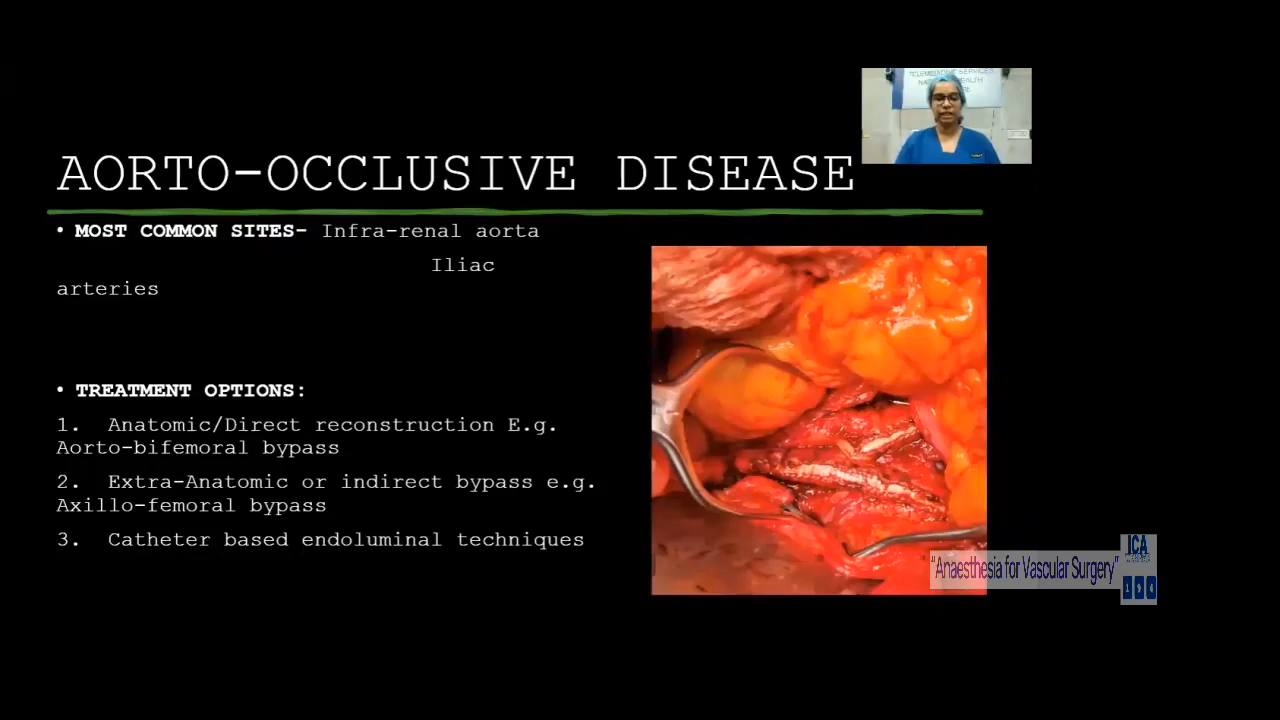 TELEMEDICINE SERVICES
AORTO-OCCLUSIVE DISEASE
• MOST COMMON SITES- Infra-renal aorta
Iliac
arteries
• TREATMENT OPTIONS:
1. Anatomic/Direct reconstruction E.g.
Aorto-bifemoral bypass
2. Extra-Anatomic or indirect bypass e.g.
Axillo-femoral bypass
3. Catheter based endoluminal techniques
"Anaesthesia for Vascular Surgery"
ICA